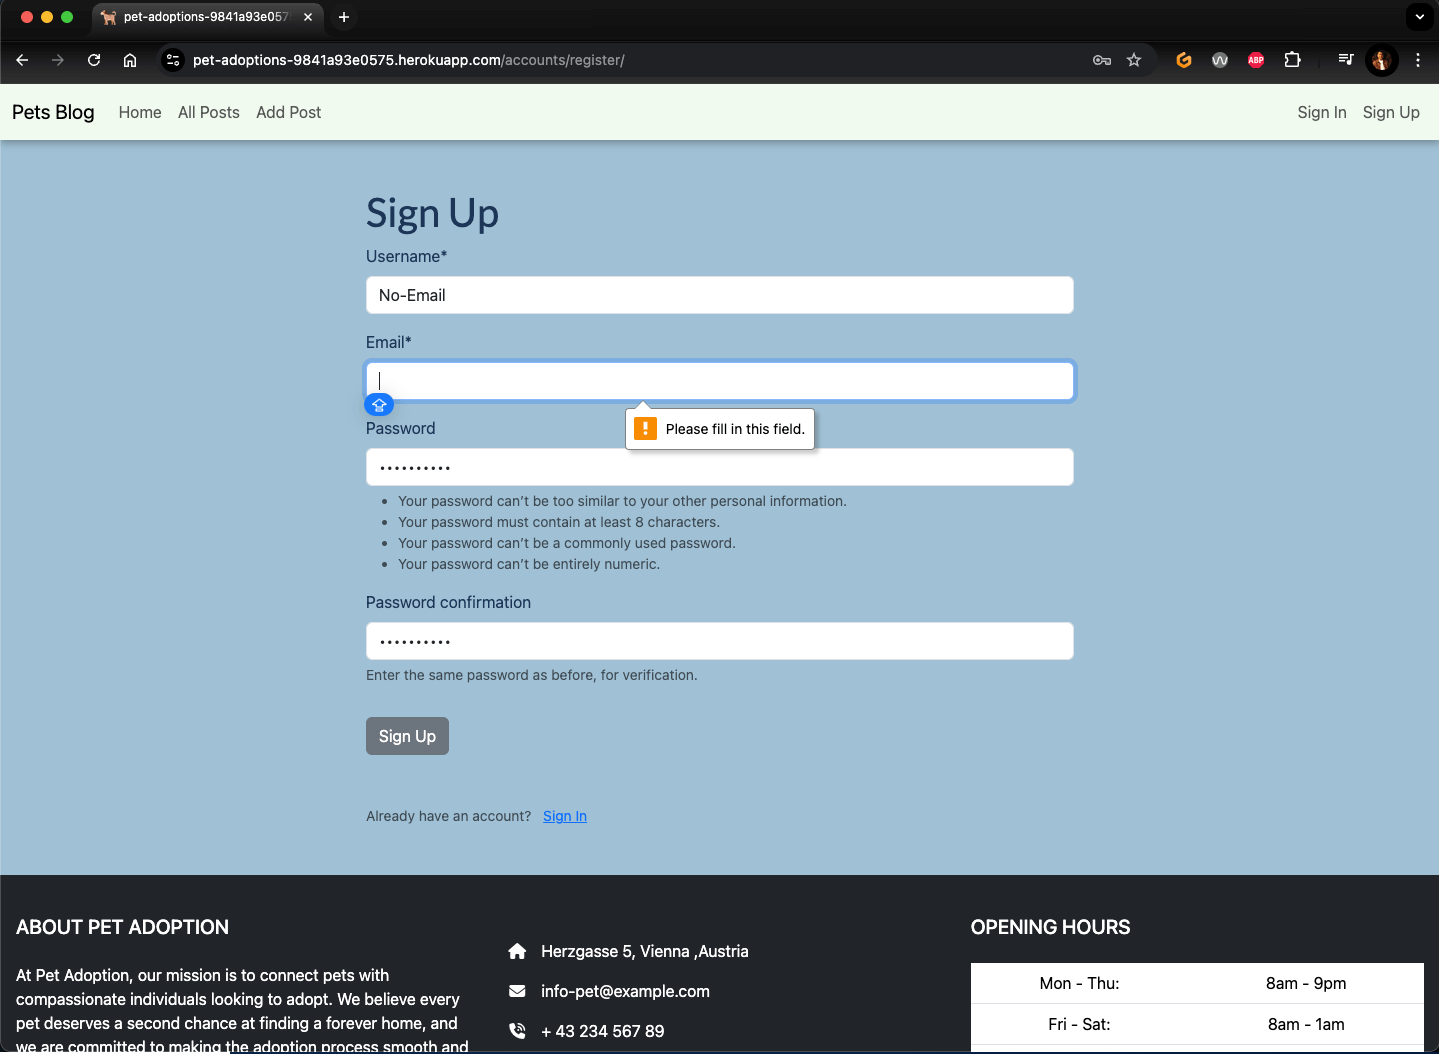 pet-adoptions-9841a93e057
pet-adoptions-9841a93e0575.herokuapp.com/accounts/register/
ABP
Pets Blog Home All Posts Add Post Sign In Sign Up
Sign Up
Username*
No-Email
Email*
Please fill in this field.
Password
••••••••••
• Your password can’t be too similar to your other personal information.
• Your password must contain at least 8 characters.
• Your password can’t be a commonly used password.
• Your password can’t be entirely numeric.
Password confirmation
••••••••••
Enter the same password as before, for verification.
Sign Up
Already have an account? Sign In
ABOUT PET ADOPTION
At Pet Adoption, our mission is to connect pets with
compassionate individuals looking to adopt. We believe every
pet deserves a second chance at finding a forever home, and
we are committed to making the adoption process smooth and
Herzgasse 5, Vienna ,Austria
info-pet@example.com
+ 43 234 567 89
OPENING HOURS
Mon - Thu: 8am - 9pm
Fri - Sat: 8am - 1am